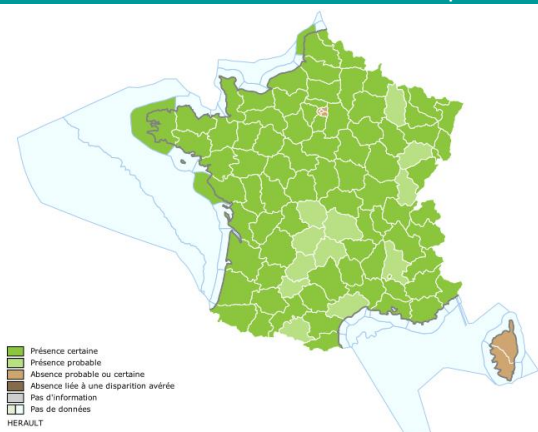 Présence certaine
Présence probable
Absence probable ou certaine
Absence liée à une disparition avérée
Pas d'information
Pas de données
HERAULT